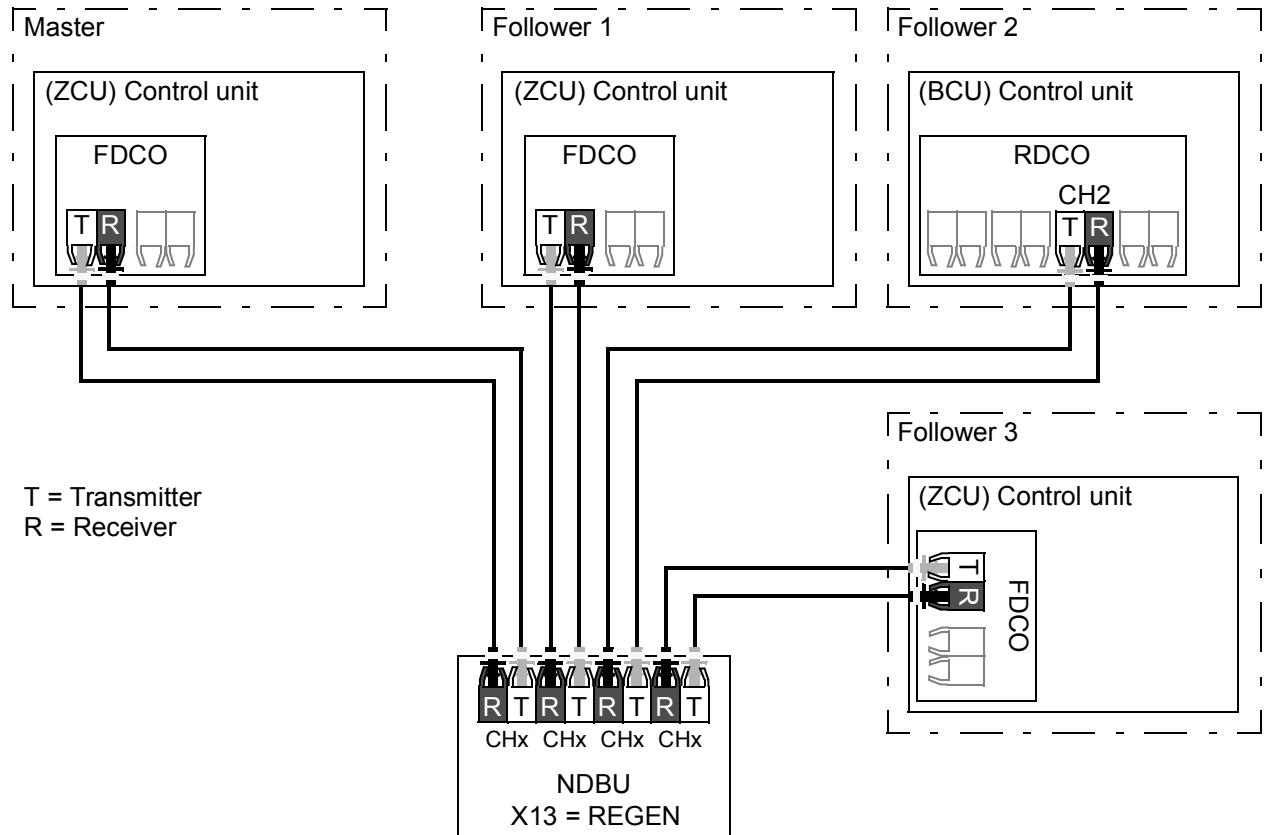 Master
(ZCU) Control unit
FDCO
T R
Follower 1
(ZCU) Control unit
FDCO
T R
Follower 2
(BCU) Control unit
RDCO
CH2
T R
T = Transmitter
R = Receiver
Follower 3
(ZCU) Control unit
T
R
FDCO
R T R T R T R T
CHx CHx CHx CHx
NDBU
X13 = REGEN